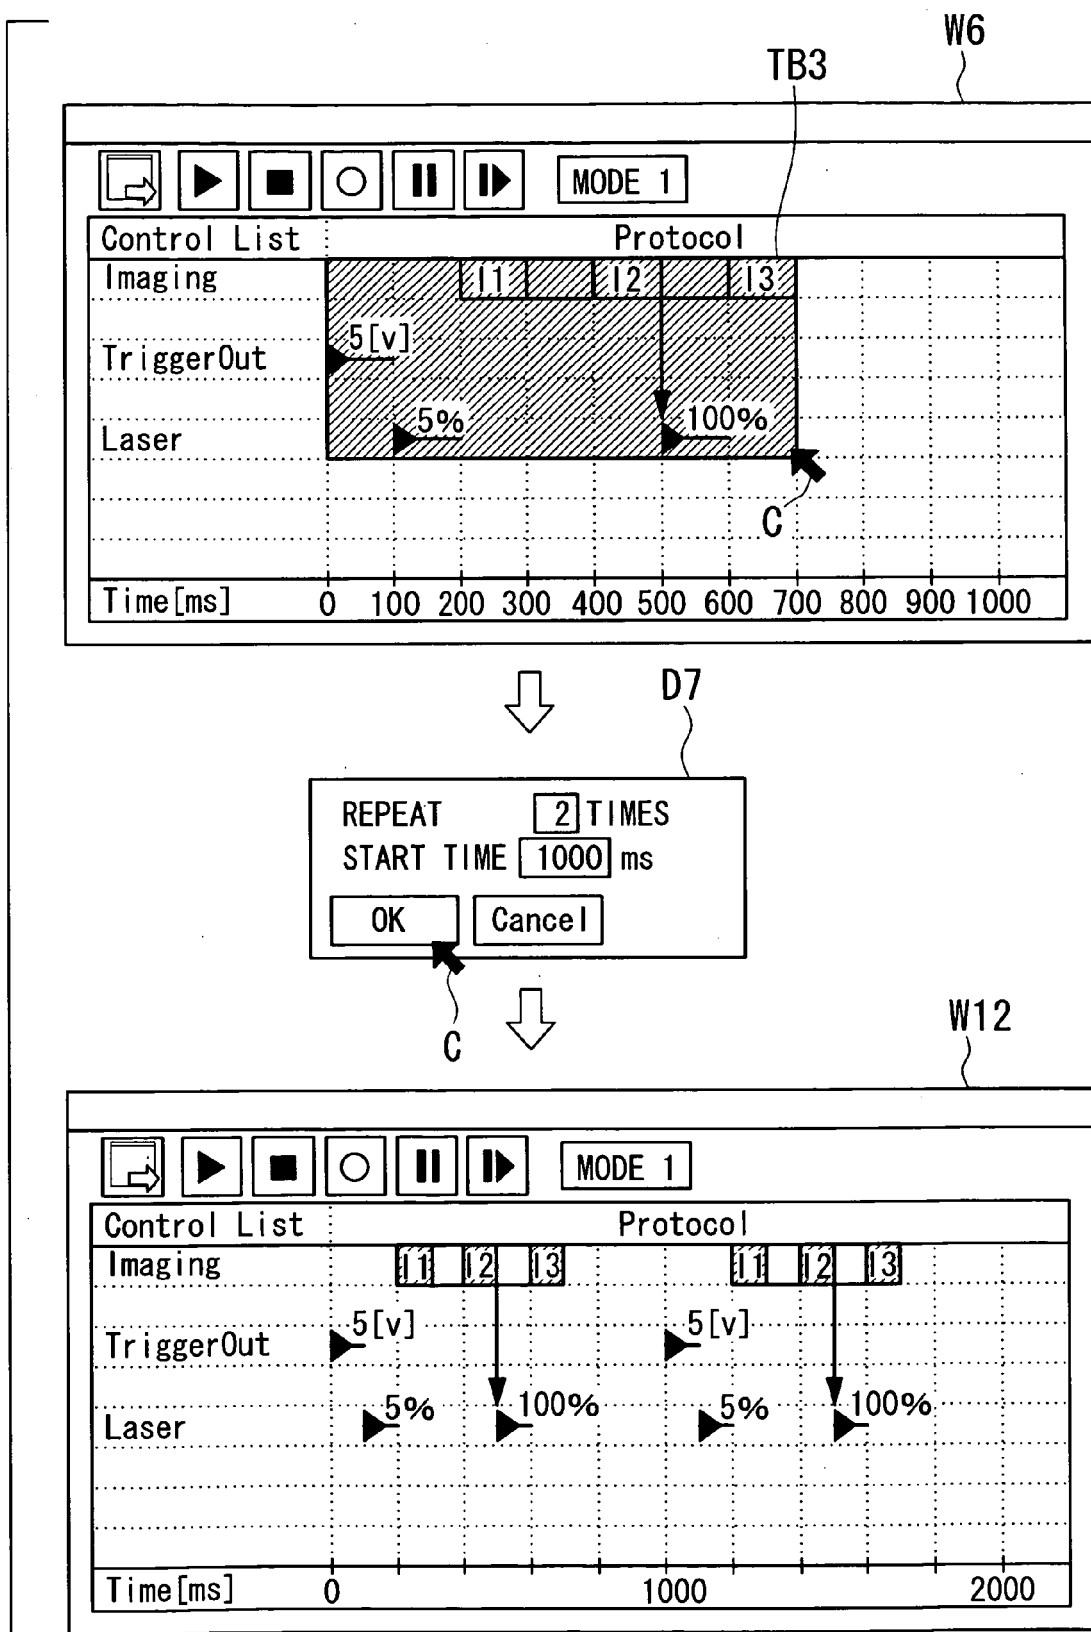 W6
TB3
MODE 1
Control List Protocol
Imaging I1 I2 I3
TriggerOut 5[v]
Laser 5% 100%
C
Time[ms] 0 100 200 300 400 500 600 700 800 900 1000
D7
REPEAT 2 TIMES
START TIME 1000 ms
OK Cancel
C
W12
MODE 1
Control List Protocol
Imaging I1 I2 I3 I1 I2 I3
TriggerOut 5[v] 5[v]
Laser 5% 100% 5% 100%
Time[ms] 0 1000 2000